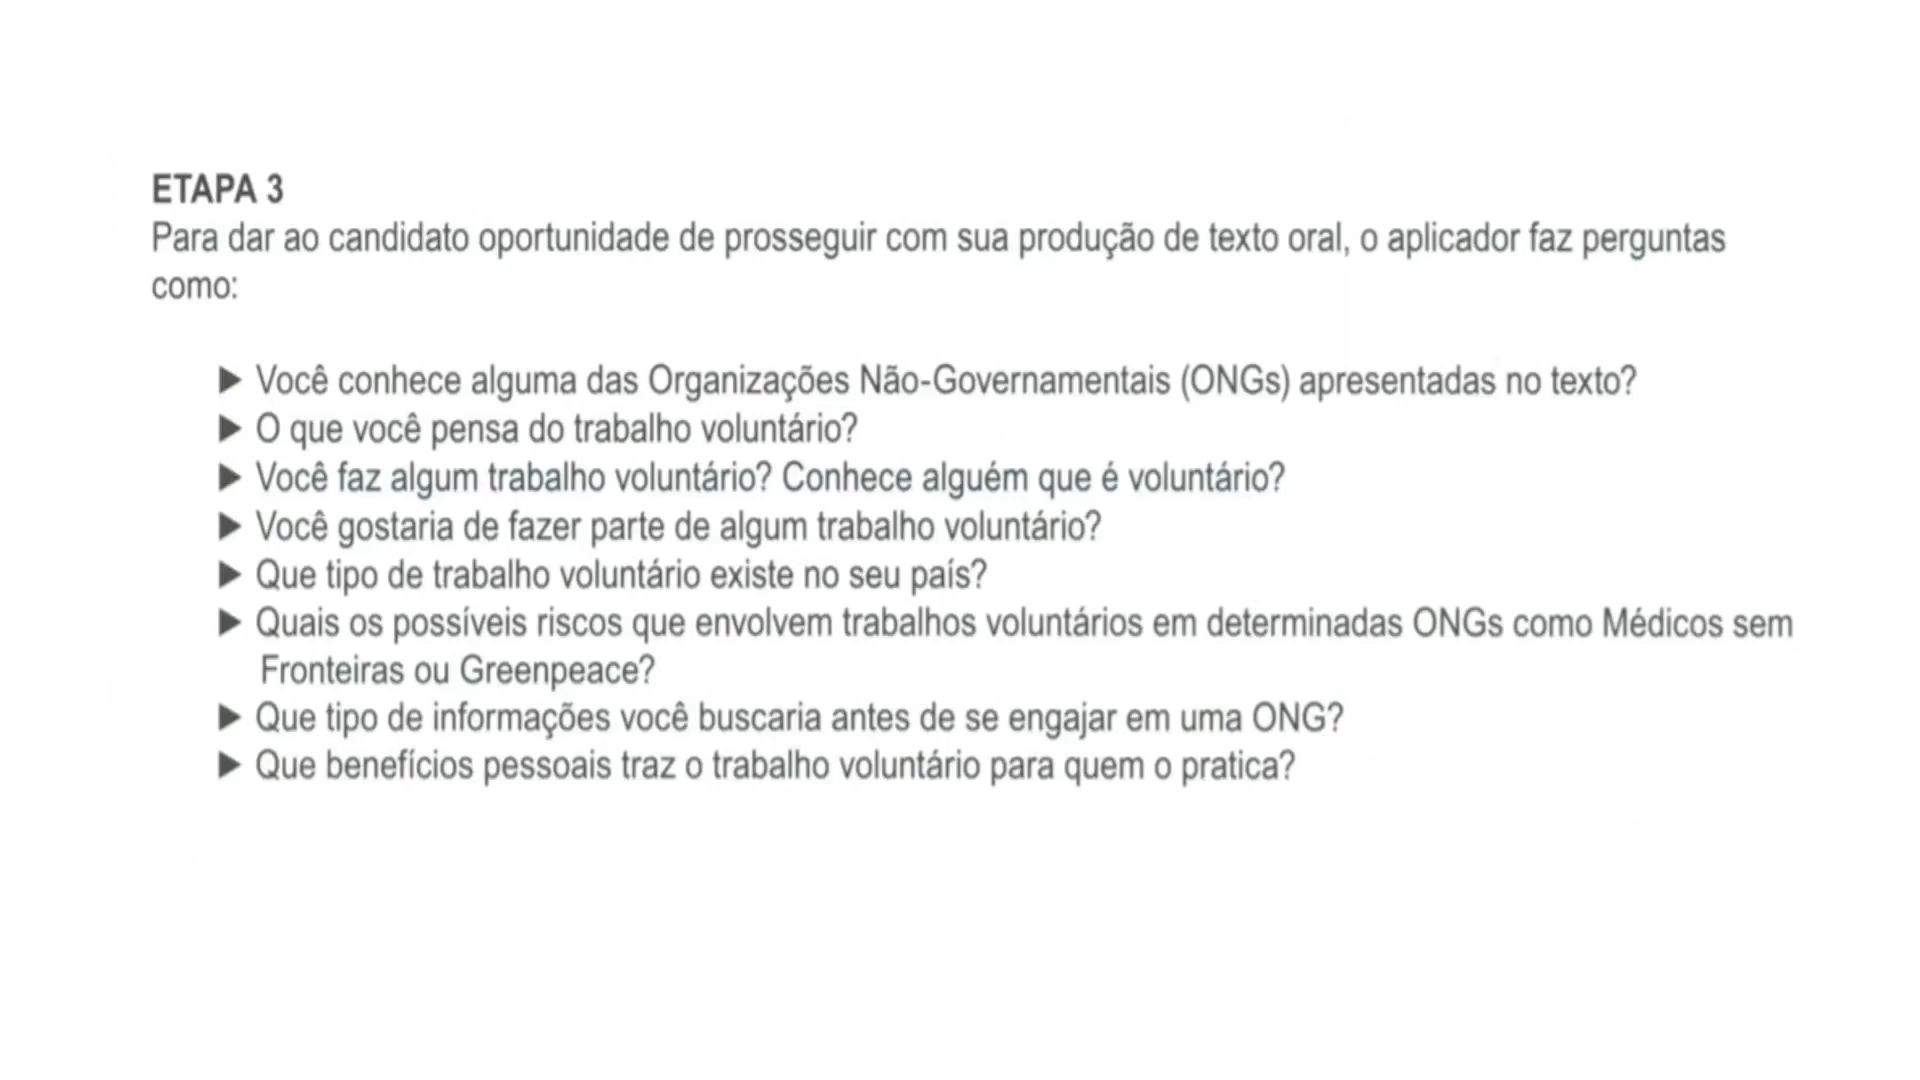 ETAPA 3
Para dar ao candidato oportunidade de prosseguir com sua produção de texto oral, o aplicador faz perguntas
como:
▶ Você conhece alguma das Organizações Não-Governamentais (ONGs) apresentadas no texto?
▶ O que você pensa do trabalho voluntário?
▶ Você faz algum trabalho voluntário? Conhece alguém que é voluntário?
▶ Você gostaria de fazer parte de algum trabalho voluntário?
▶ Que tipo de trabalho voluntário existe no seu país?
▶ Quais os possíveis riscos que envolvem trabalhos voluntários em determinadas ONGs como Médicos sem
Fronteiras ou Greenpeace?
▶ Que tipo de informações você buscaria antes de se engajar em uma ONG?
▶ Que benefícios pessoais traz o trabalho voluntário para quem o pratica?